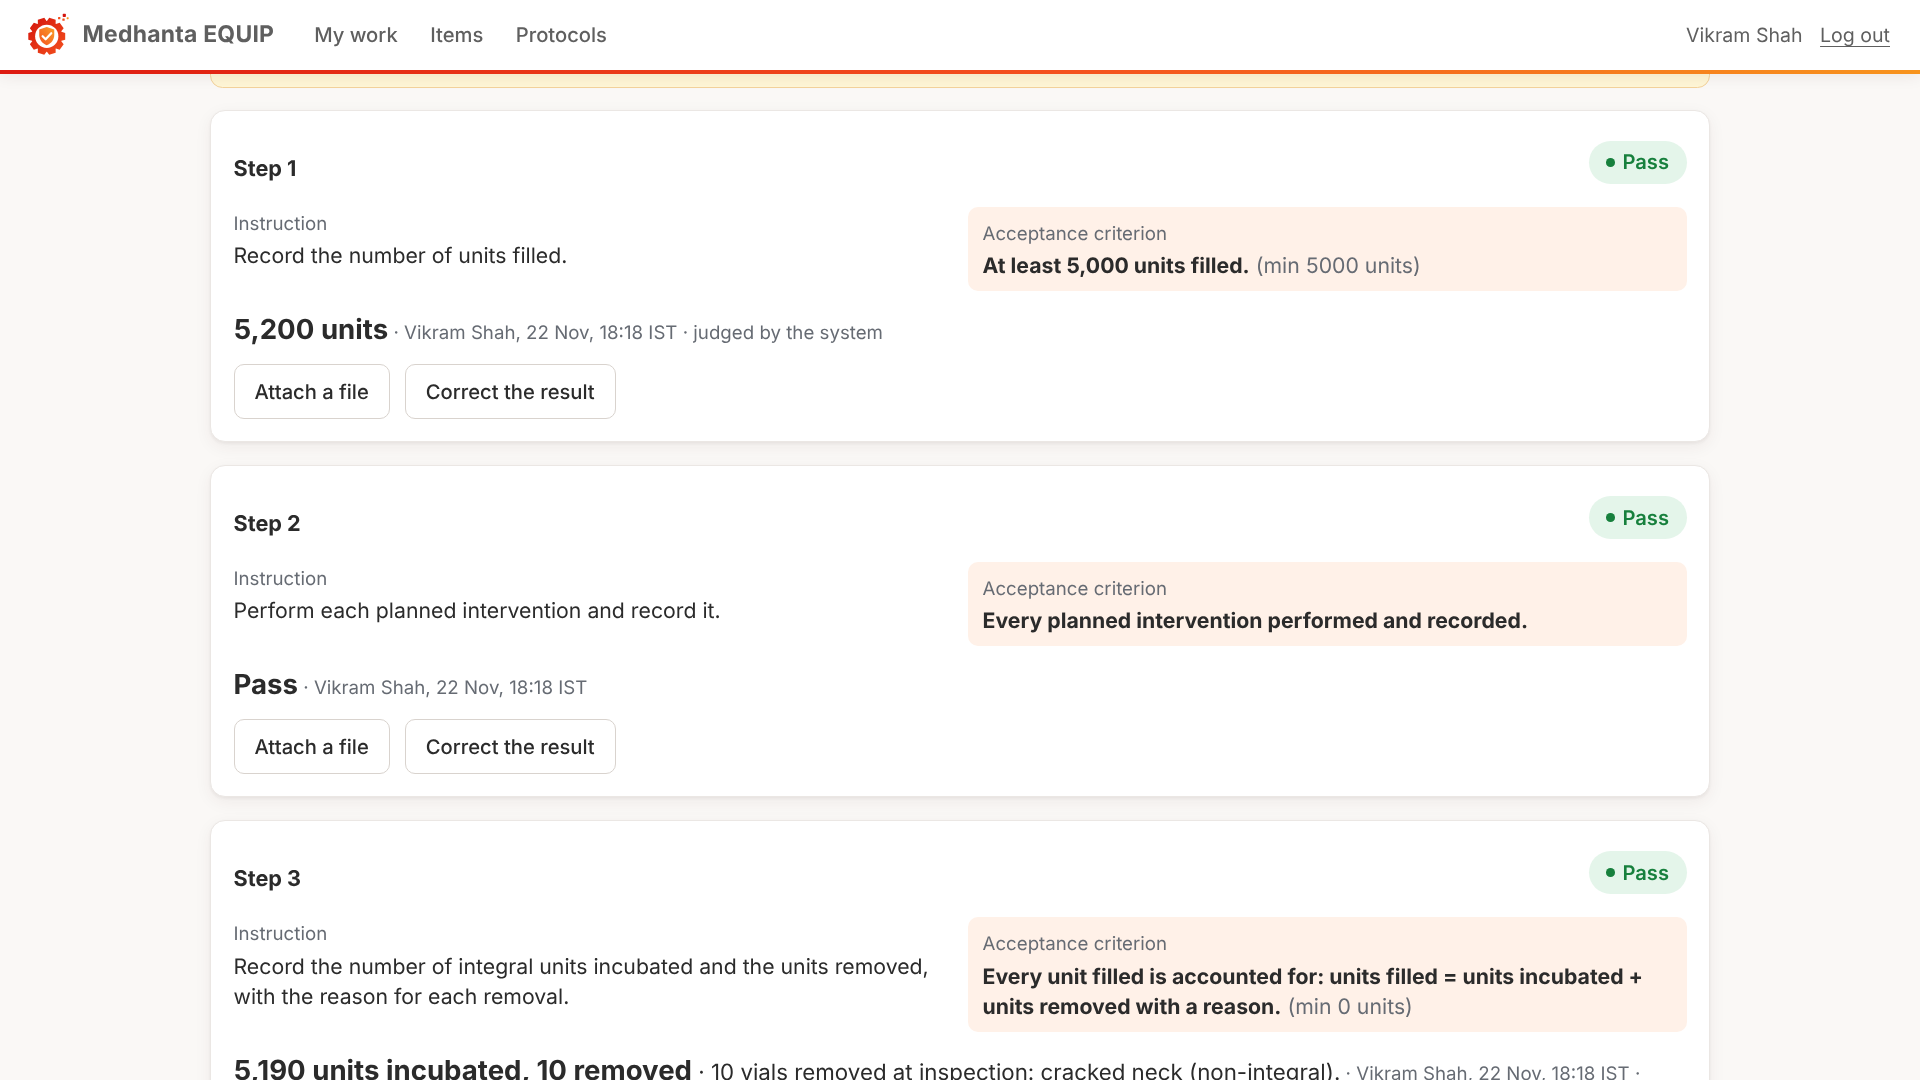 Medhanta EQUIP My work Items Protocols Vikram Shah Log out
Step 1 Pass
Instruction
Record the number of units filled.
Acceptance criterion
At least 5,000 units filled. (min 5000 units)
5,200 units · Vikram Shah, 22 Nov, 18:18 IST · judged by the system
Attach a file Correct the result
Step 2 Pass
Instruction
Perform each planned intervention and record it.
Acceptance criterion
Every planned intervention performed and recorded.
Pass · Vikram Shah, 22 Nov, 18:18 IST
Attach a file Correct the result
Step 3 Pass
Instruction
Record the number of integral units incubated and the units removed,
with the reason for each removal.
Acceptance criterion
Every unit filled is accounted for: units filled = units incubated +
units removed with a reason. (min 0 units)
5,190 units incubated, 10 removed · 10 vials removed at inspection: cracked neck (non-integral). · Vikram Shah, 22 Nov, 18:18 IST ·